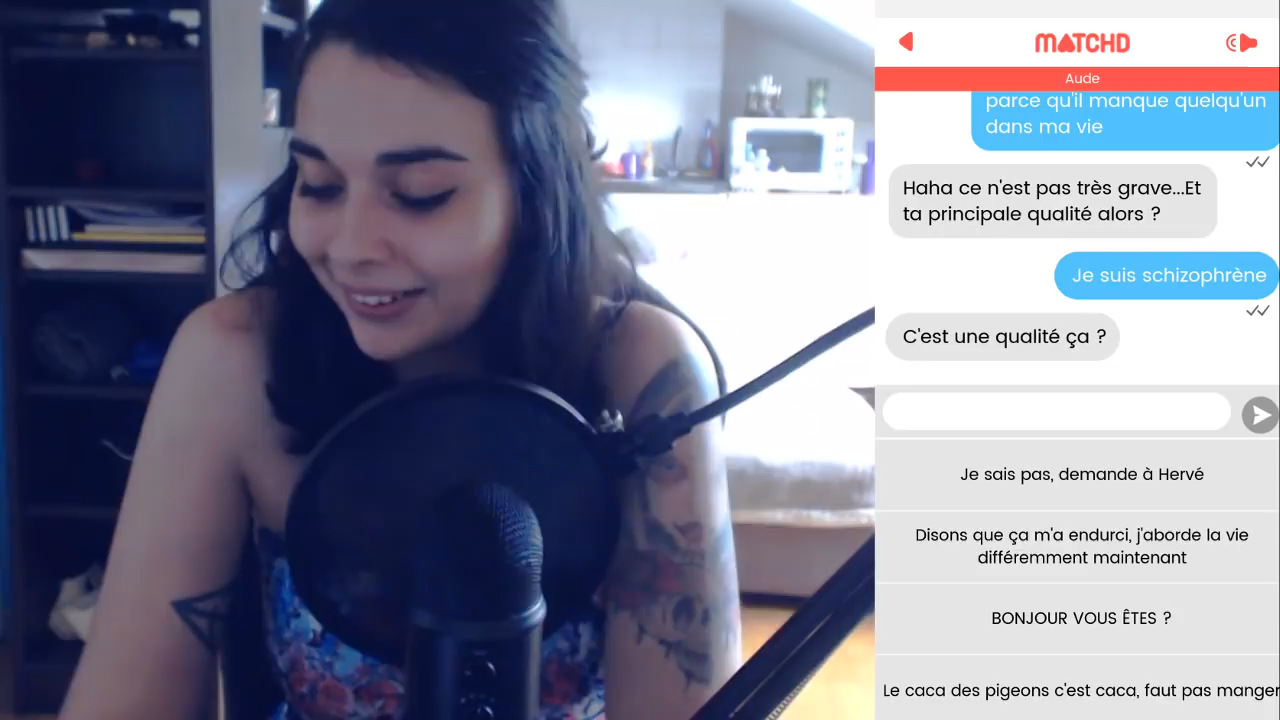 MATCHD
Aude
parce qu'il manque quelqu'un
dans ma vie
Haha ce n'est pas très grave...Et
ta principale qualité alors ?
Je suis schizophrène
C'est une qualité ça ?
Je sais pas, demande à Hervé
Disons que ça m'a endurci, j'aborde la vie
différemment maintenant
BONJOUR VOUS ÊTES ?
Le caca des pigeons c'est caca, faut pas manger